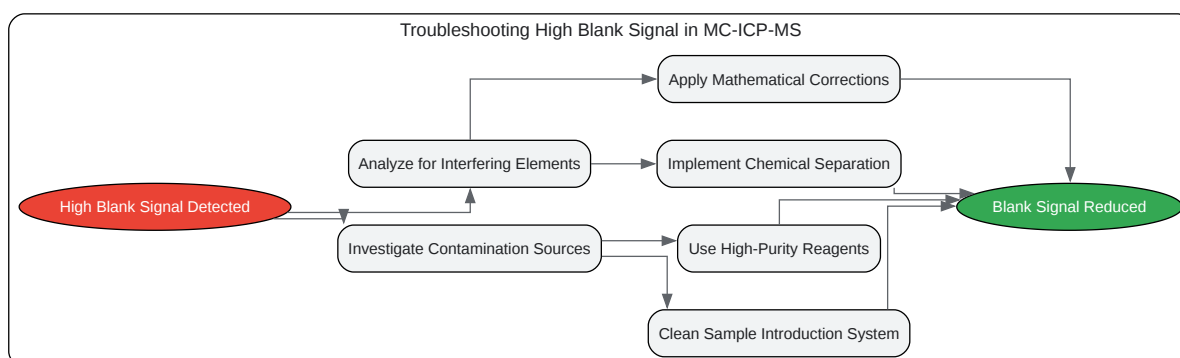 Troubleshooting High Blank Signal in MC-ICP-MS
Apply Mathematical Corrections
Analyze for Interfering Elements
Implement Chemical Separation
High Blank Signal Detected
Blank Signal Reduced
Investigate Contamination Sources
Use High-Purity Reagents
Clean Sample Introduction System